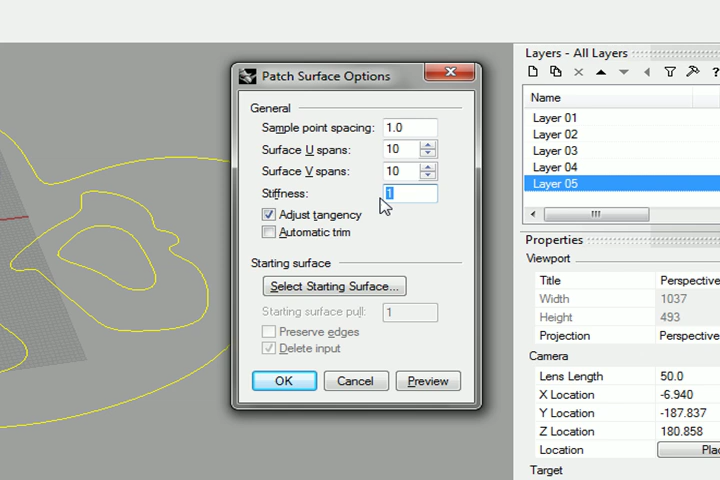 Patch Surface Options
General
Sample point spacing: 1.0
Surface U spans: 10
Surface V spans: 10
Stiffness: 1
Adjust tangency
Automatic trim
Starting surface
Select Starting Surface...
Starting surface pull: 1
Preserve edges
Delete input
OK Cancel Preview
Layers - All Layers
Name
Layer 01
Layer 02
Layer 03
Layer 04
Layer 05
Properties
Viewport
Title Perspective
Width 1037
Height 493
Projection Perspective
Camera
Lens Length 50.0
X Location -6.940
Y Location -187.837
Z Location 180.858
Location Plac
Target